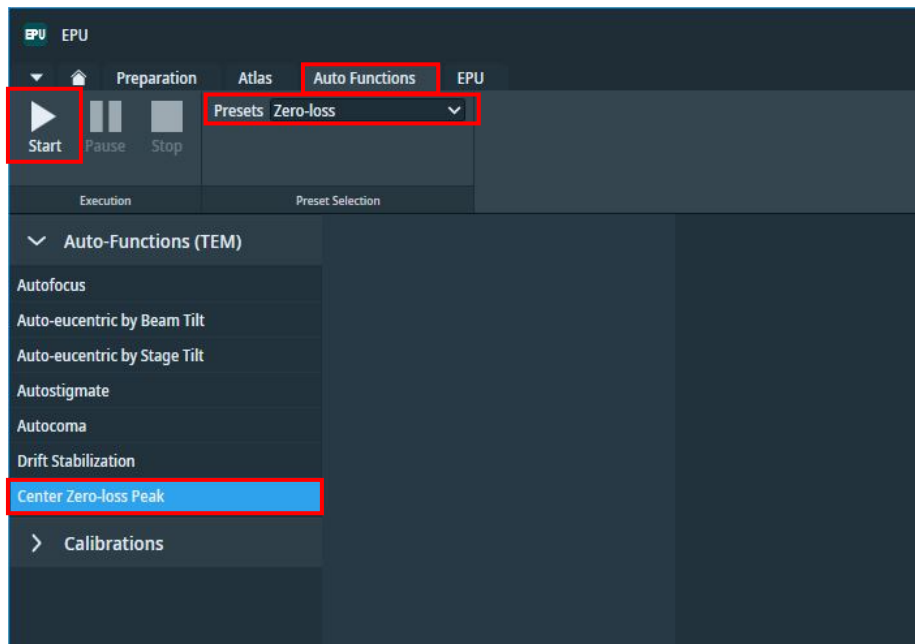 EPU EPU
Preparation Atlas Auto Functions EPU
Presets Zero-loss
Start Pause Stop
Execution Preset Selection
Auto-Functions (TEM)
Autofocus
Auto-eucentric by Beam Tilt
Auto-eucentric by Stage Tilt
Autostigmate
Autocoma
Drift Stabilization
Center Zero-loss Peak
Calibrations